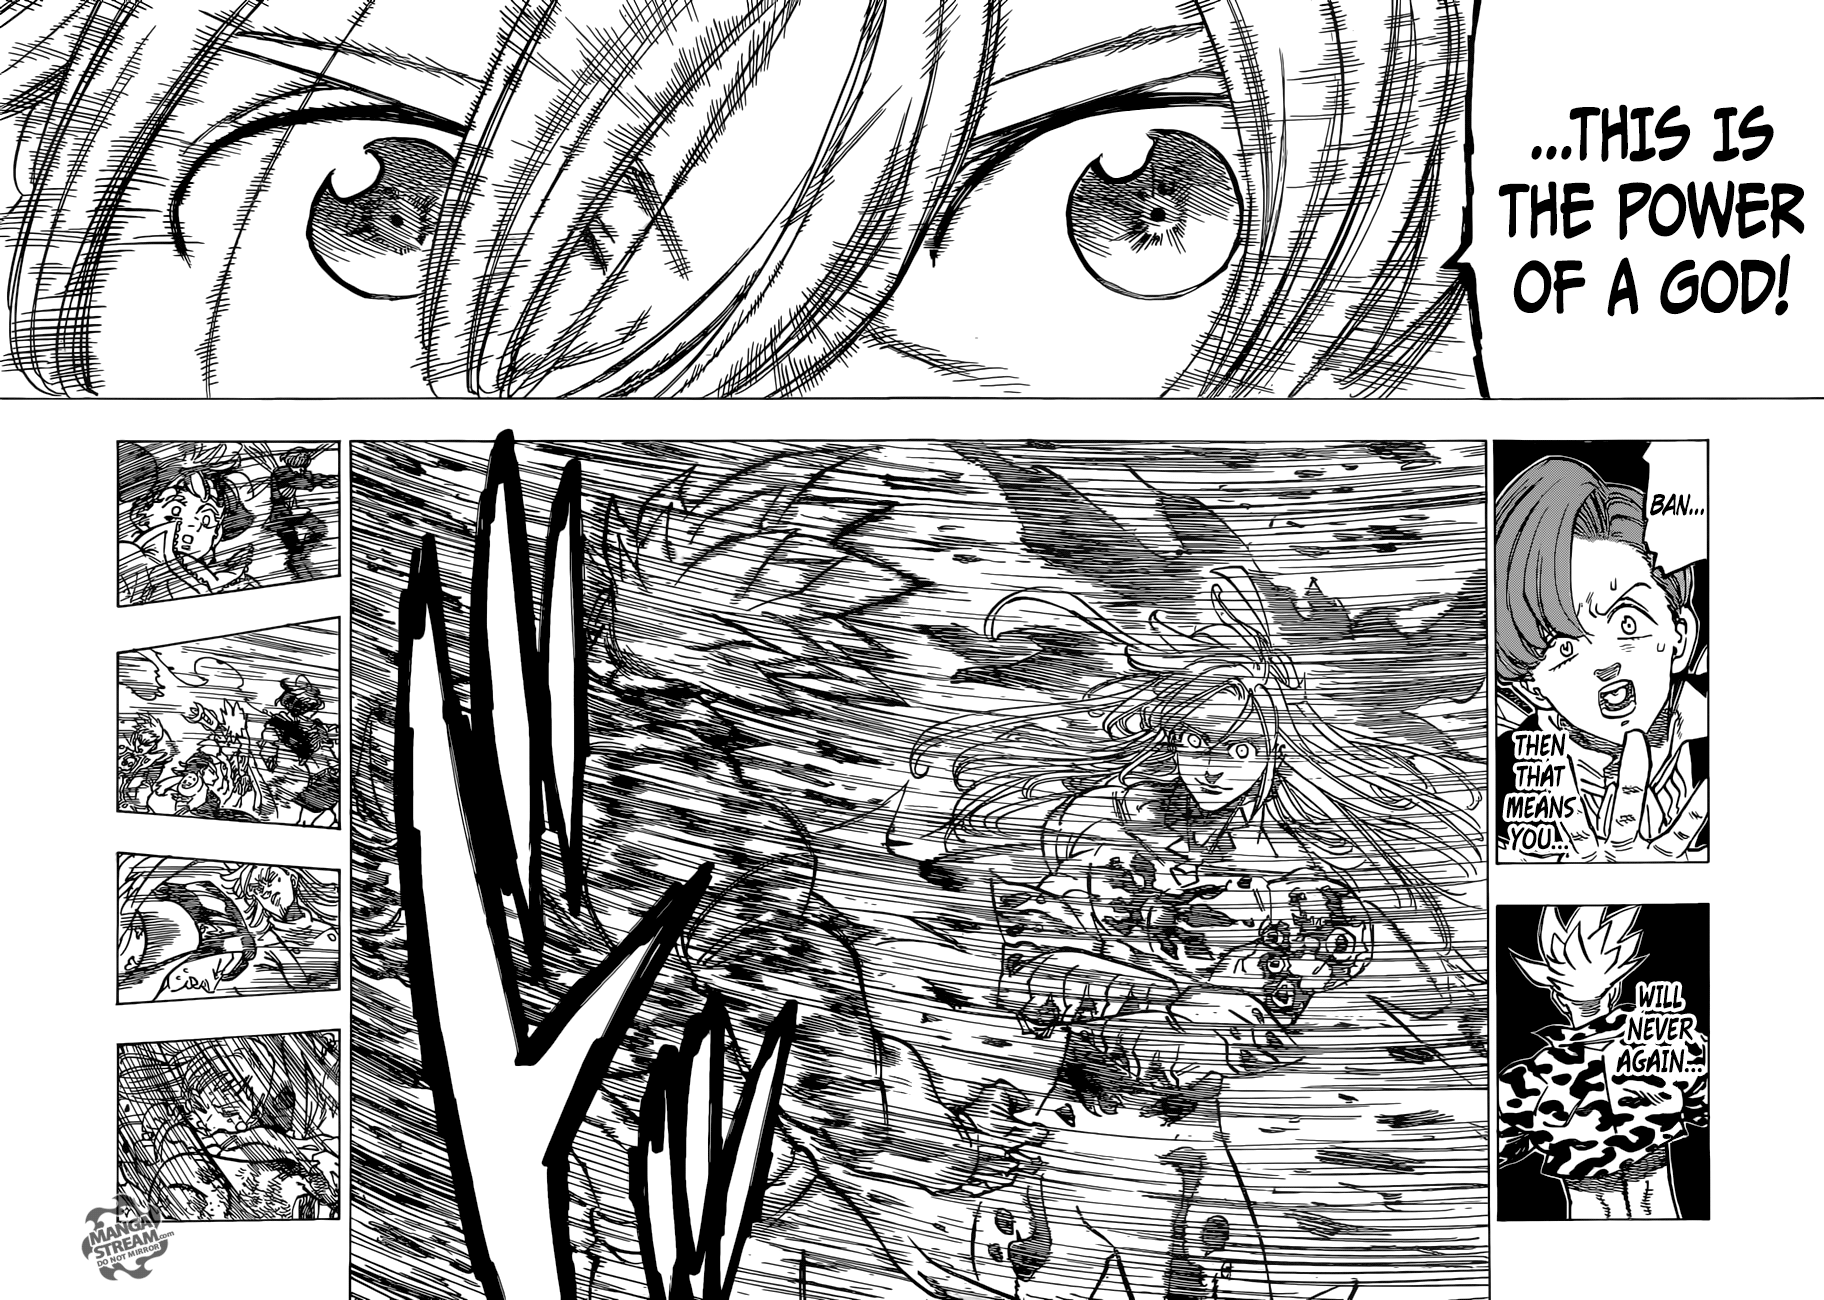 ...THIS IS
THE POWER
OF A GOD!
BAN...
THEN
THAT
MEANS
YOU...
WILL
NEVER
AGAIN...
MANGA
STREAM.com
DO NOT MIRROR